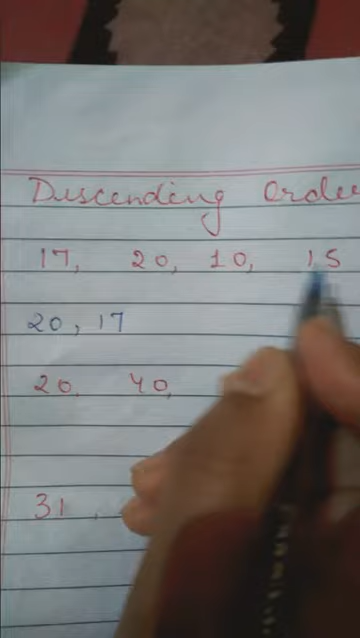 Descending Order
17, 20, 10, 15
20, 17
20, 40,
31,